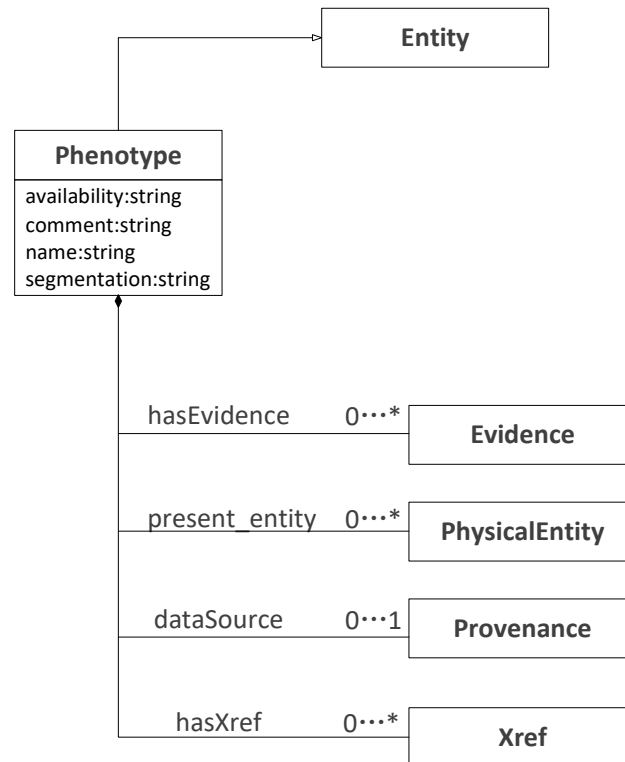 Entity
Phenotype
availability:string
comment:string
name:string
segmentation:string
hasEvidence 0···* Evidence
present_entity 0···* PhysicalEntity
dataSource 0···1 Provenance
hasXref 0···* Xref